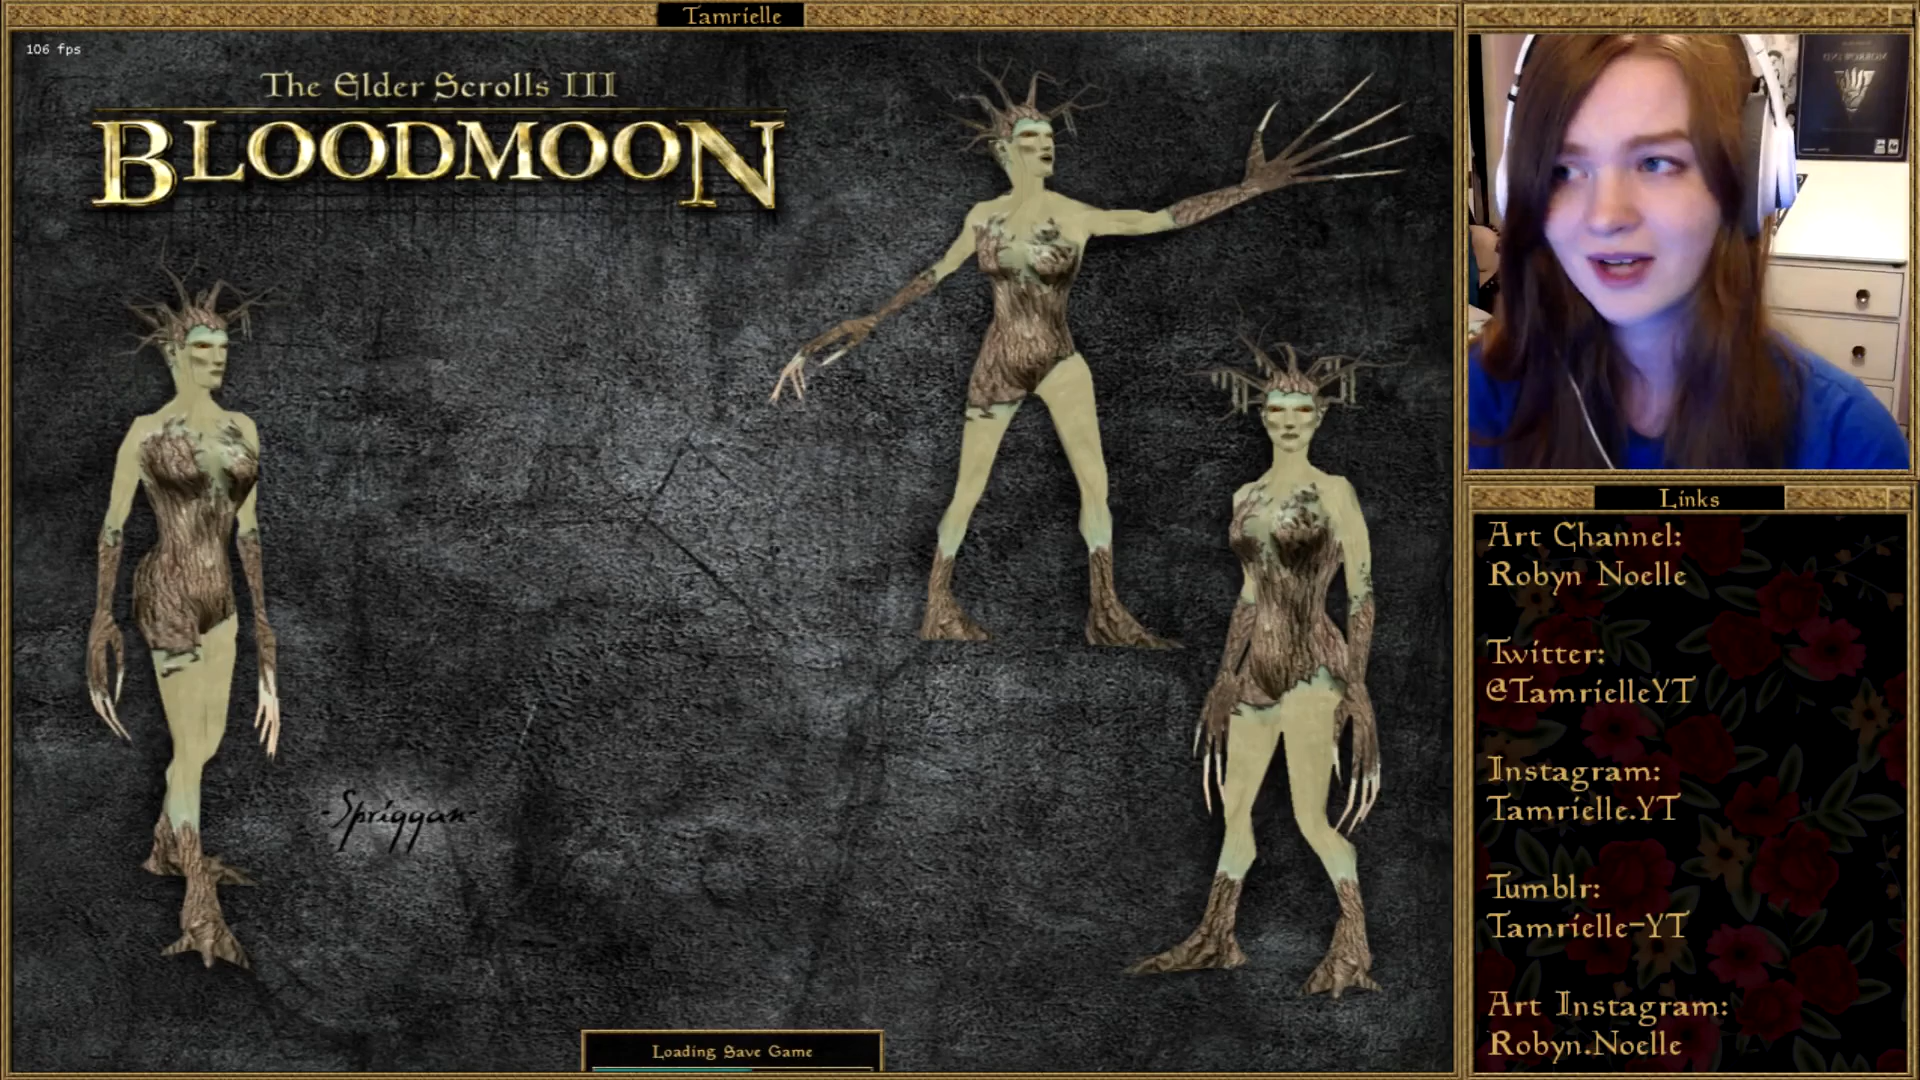 Tamrielle
106 fps
The Elder Scrolls III
BLOODMOON
-Spriggan-
Loading Save Game
Links
Art Channel:
Robyn Noelle
Twitter:
@TamrielleYT
Instagram:
Tamrielle.YT
Tumblr:
Tamrielle-YT
Art Instagram:
Robyn.Noelle